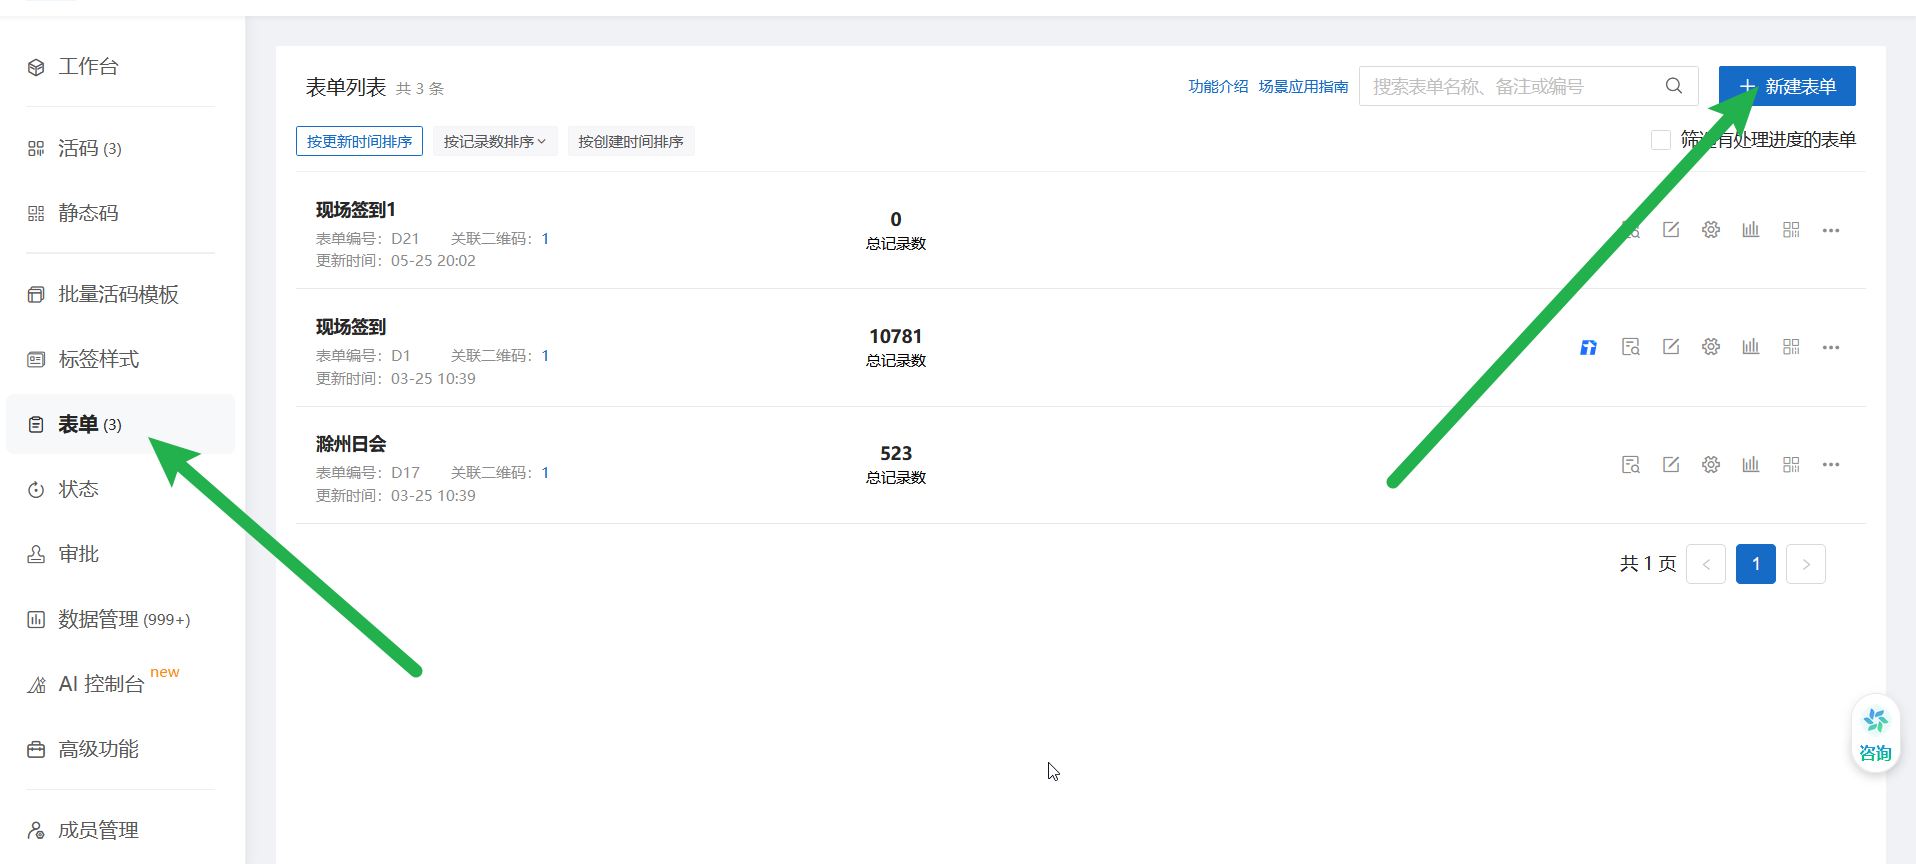 工作台
活码 (3)
静态码
批量活码模板
标签样式
表单 (3)
状态
审批
数据管理 (999+)
AI 控制台 new
高级功能
成员管理
表单列表 共 3 条
功能介绍 场景应用指南 搜索表单名称、备注或编号 新建表单
按更新时间排序 按记录数排序 按创建时间排序
筛 有处理进度的表单
现场签到1
表单编号：D21 关联二维码：1
更新时间：05-25 20:02
0
总记录数
现场签到
表单编号：D1 关联二维码：1
更新时间：03-25 10:39
10781
总记录数
滁州日会
表单编号：D17 关联二维码：1
更新时间：03-25 10:39
523
总记录数
共 1 页 < 1 >
咨询